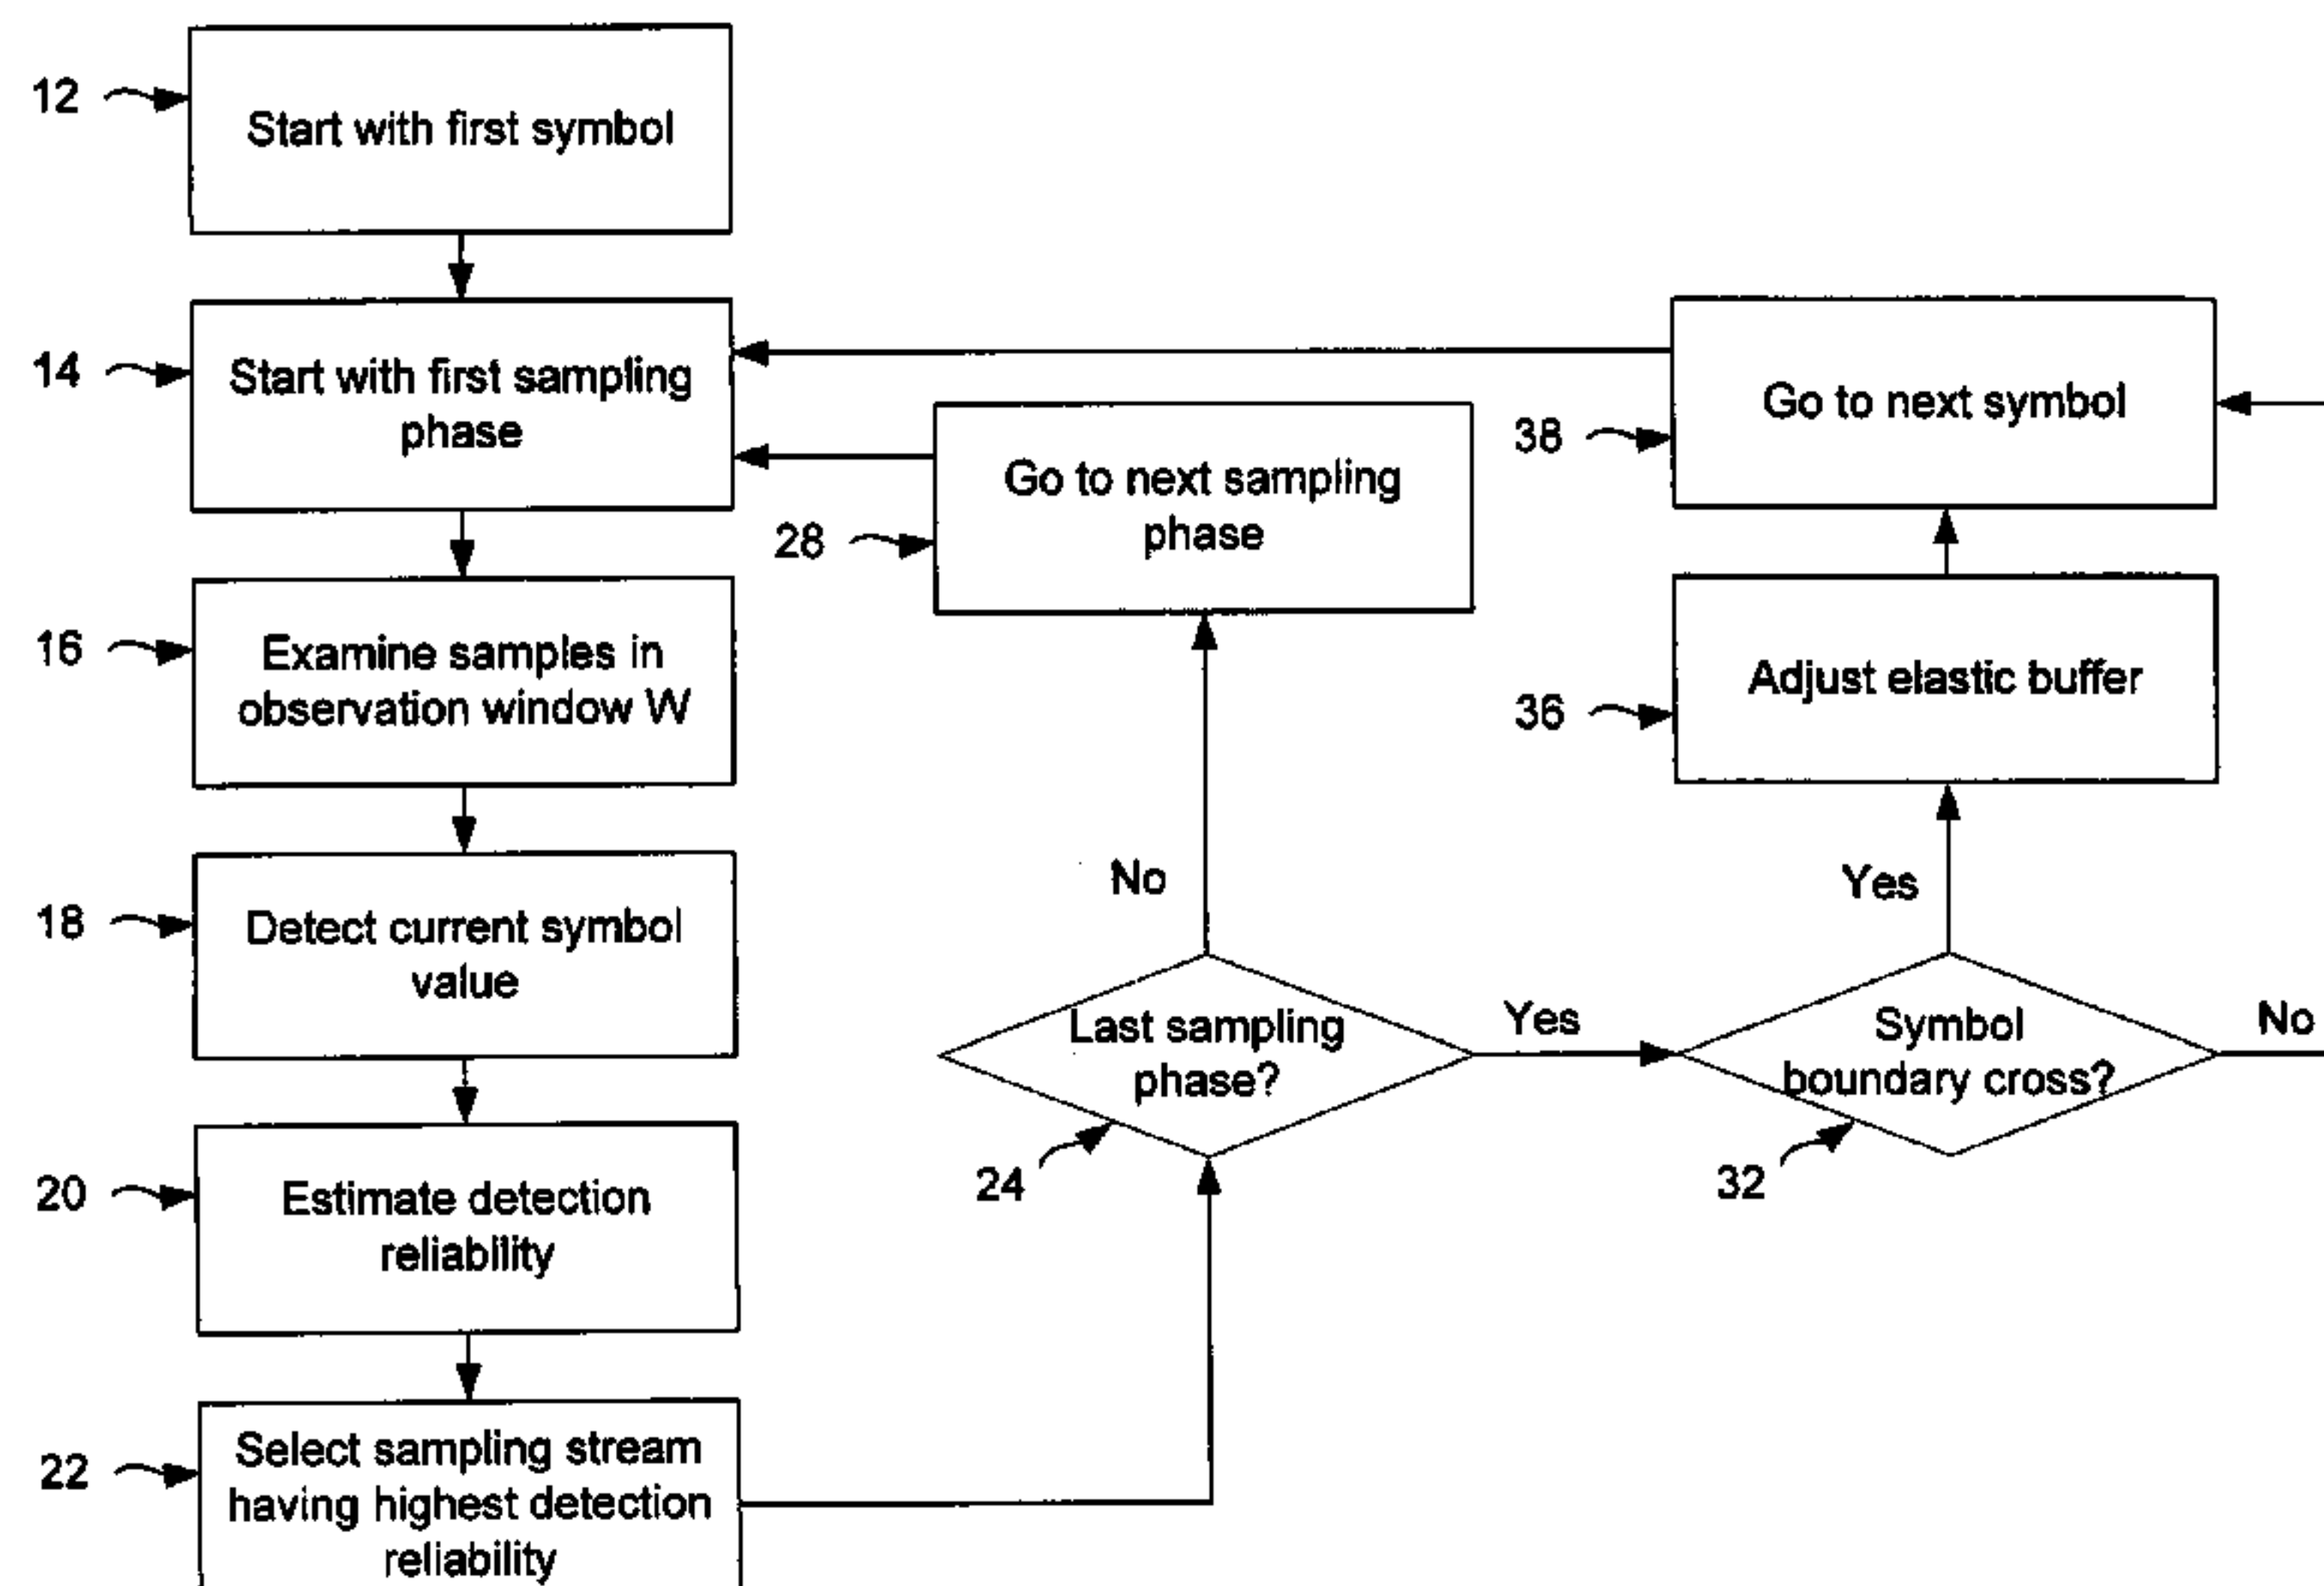 12
Start with first symbol
14
Start with first sampling
phase
38
Go to next symbol
28
Go to next sampling
phase
16
Examine samples in
observation window W
36
Adjust elastic buffer
18
Detect current symbol
value
No
Yes
24
Last sampling
phase?
Yes
32
Symbol
boundary cross?
No
20
Estimate detection
reliability
22
Select sampling stream
having highest detection
reliability